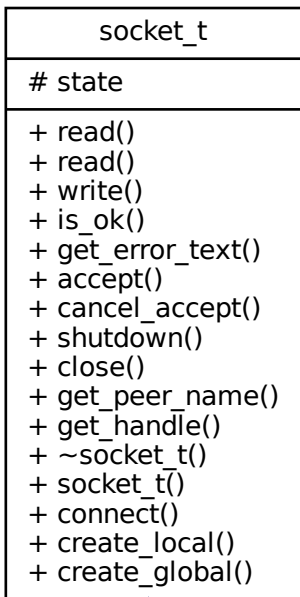 socket_t
# state
+ read()
+ read()
+ write()
+ is_ok()
+ get_error_text()
+ accept()
+ cancel_accept()
+ shutdown()
+ close()
+ get_peer_name()
+ get_handle()
+ ~socket_t()
+ socket_t()
+ connect()
+ create_local()
+ create_global()